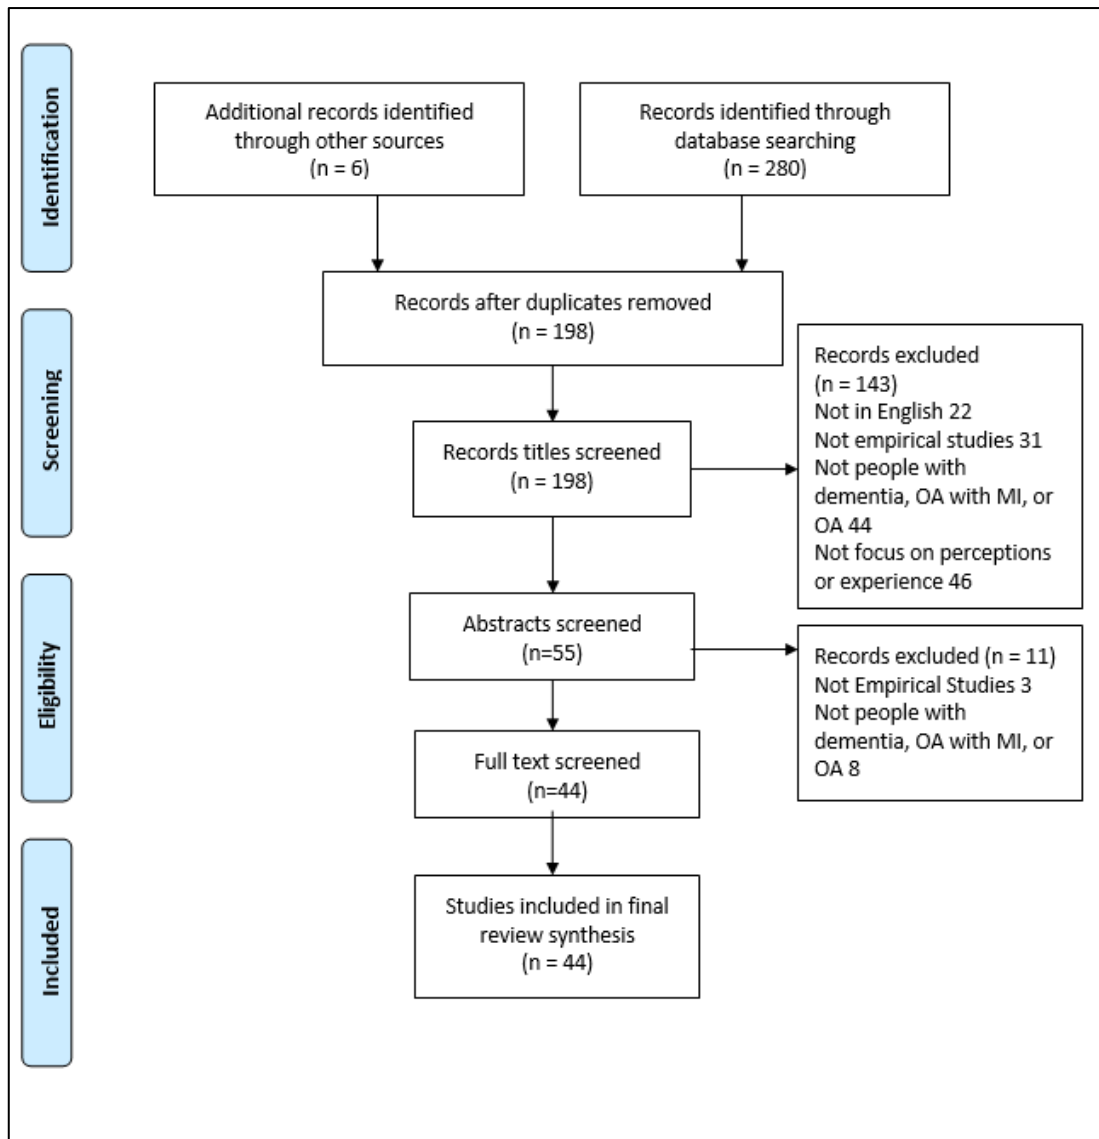 Identification
Additional records identified
through other sources
(n = 6)
Records identified through
database searching
(n = 280)
Records after duplicates removed
(n = 198)
Screening
Records titles screened
(n = 198)
Records excluded
(n = 143)
Not in English 22
Not empirical studies 31
Not people with
dementia, OA with MI, or
OA 44
Not focus on perceptions
or experience 46
Eligibility
Abstracts screened
(n=55)
Records excluded (n = 11)
Not Empirical Studies 3
Not people with
dementia, OA with MI, or
OA 8
Full text screened
(n=44)
Included
Studies included in final
review synthesis
(n = 44)